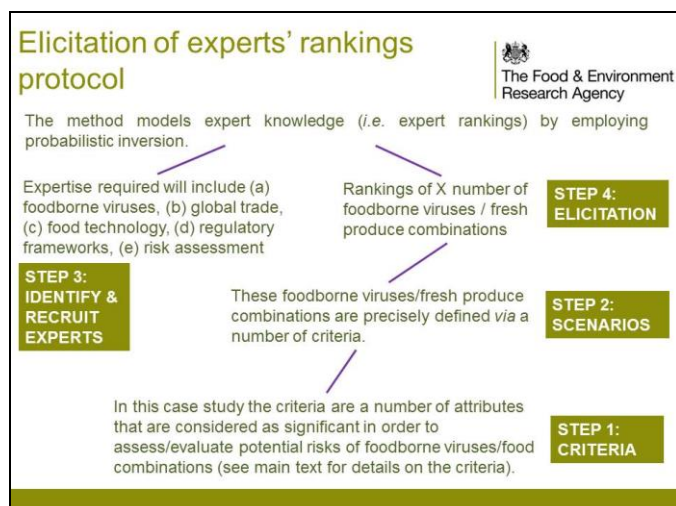 Elicitation of experts' rankings
protocol
The Food & Environment
Research Agency
The method models expert knowledge (i.e. expert rankings) by employing
probabilistic inversion.
Expertise required will include (a)
foodborne viruses, (b) global trade,
(c) food technology, (d) regulatory
frameworks, (e) risk assessment
Rankings of X number of
foodborne viruses / fresh
produce combinations
STEP 4:
ELICITATION
STEP 3:
IDENTIFY &
RECRUIT
EXPERTS
These foodborne viruses/fresh produce
combinations are precisely defined via a
number of criteria.
STEP 2:
SCENARIOS
In this case study the criteria are a number of attributes
that are considered as significant in order to
assess/evaluate potential risks of foodborne viruses/food
combinations (see main text for details on the criteria).
STEP 1:
CRITERIA